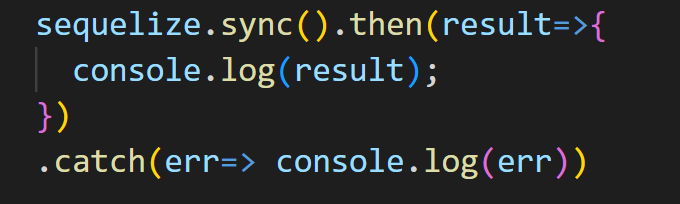 sequelize.sync().then(result=>{
  console.log(result);
})
.catch(err=> console.log(err))